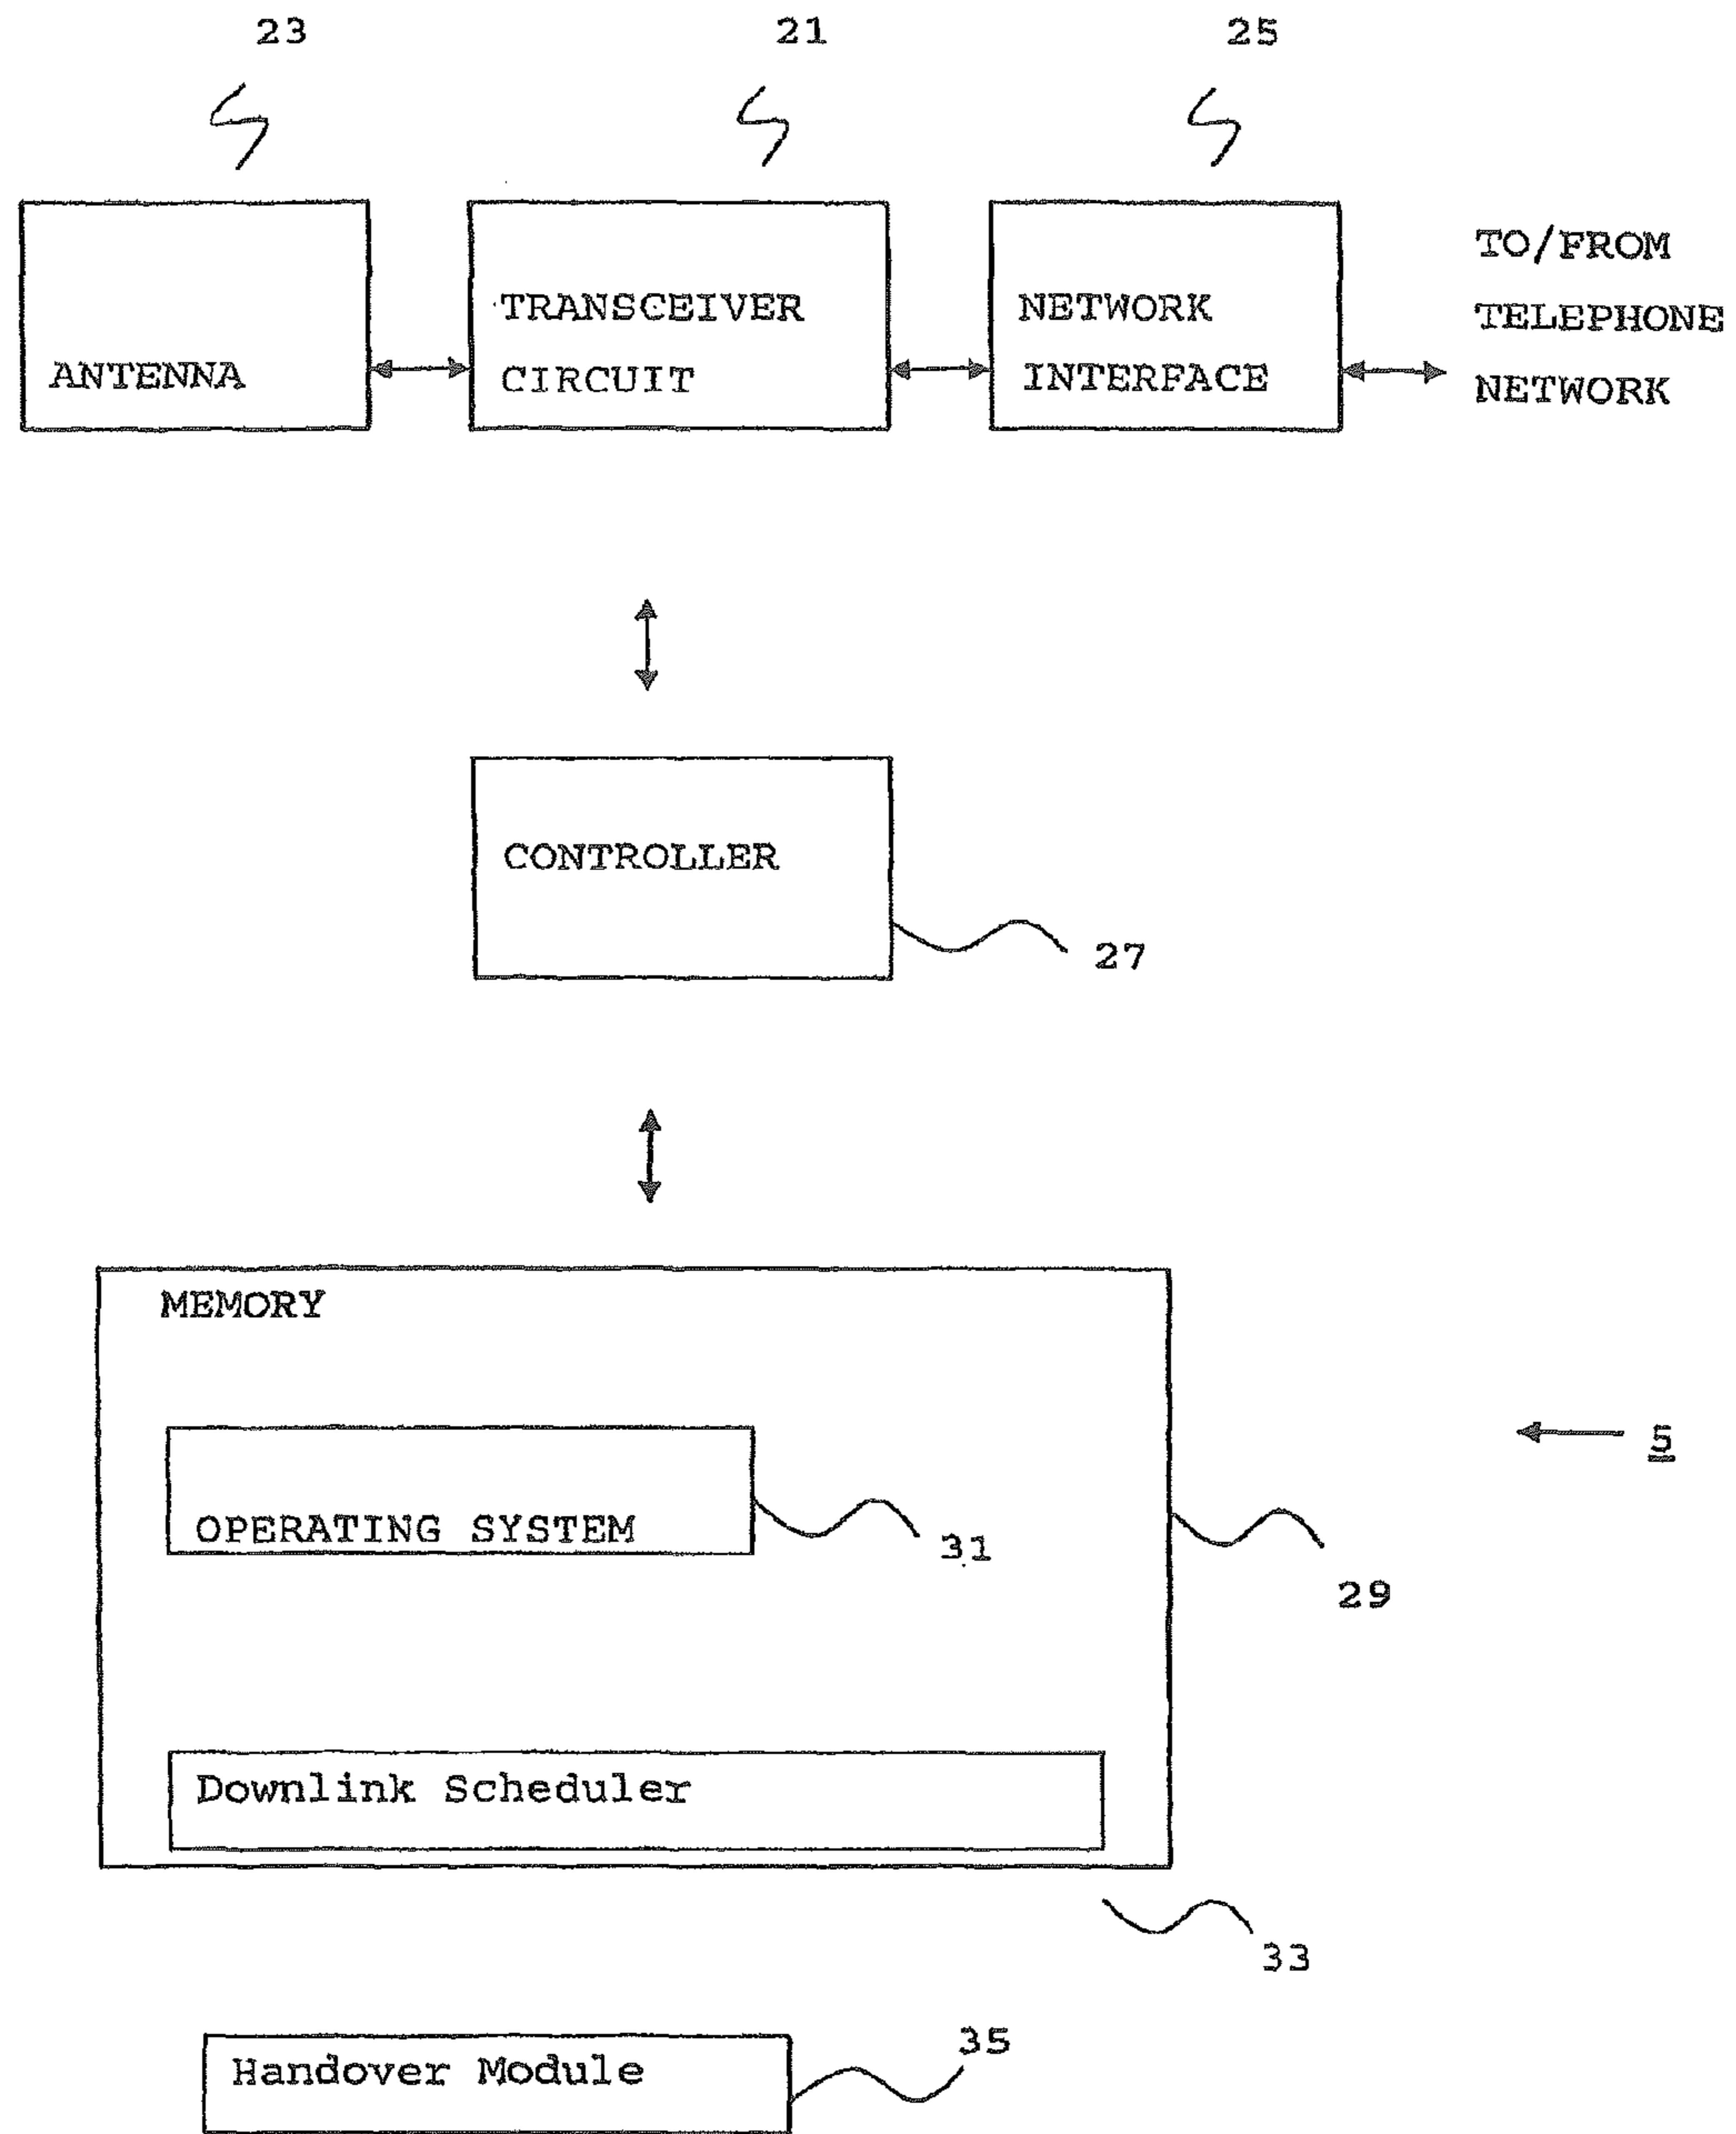 23
21
25
ANTENNA
TRANSCEIVER
CIRCUIT
NETWORK
INTERFACE
TO/FROM
TELEPHONE
NETWORK
CONTROLLER
27
MEMORY
OPERATING SYSTEM
31
5
29
Downlink Scheduler
33
Handover Module
35